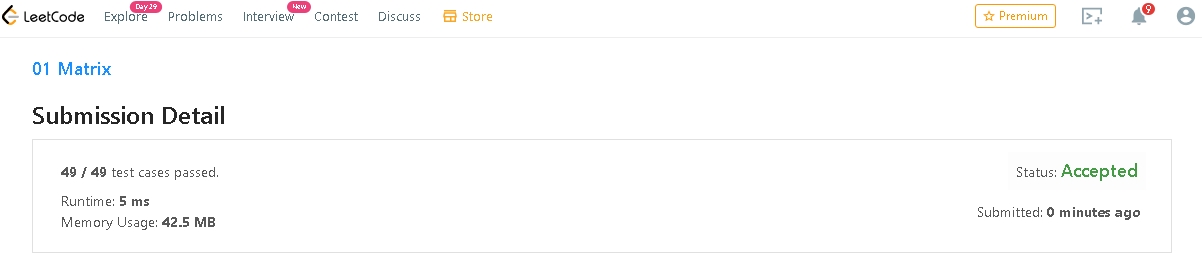 LeetCode Explore Day 29 Problems Interview New Contest Discuss Store Premium 9
01 Matrix
Submission Detail
49 / 49 test cases passed.
Status: Accepted
Runtime: 5 ms
Memory Usage: 42.5 MB
Submitted: 0 minutes ago